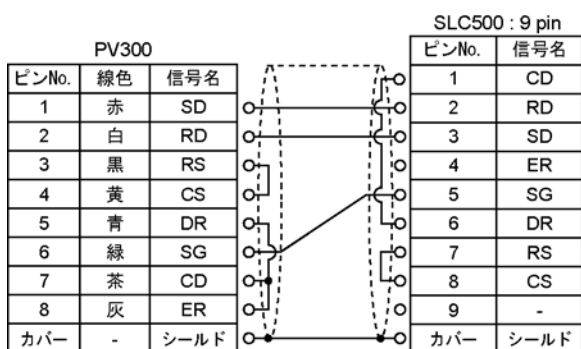 SLC500 : 9 pin
PV300
ピンNo. 線色 信号名
1 赤 SD
2 白 RD
3 黒 RS
4 黄 CS
5 青 DR
6 緑 SG
7 茶 CD
8 灰 ER
カバー - シールド
ピンNo. 信号名
1 CD
2 RD
3 SD
4 ER
5 SG
6 DR
7 RS
8 CS
9 -
カバー シールド